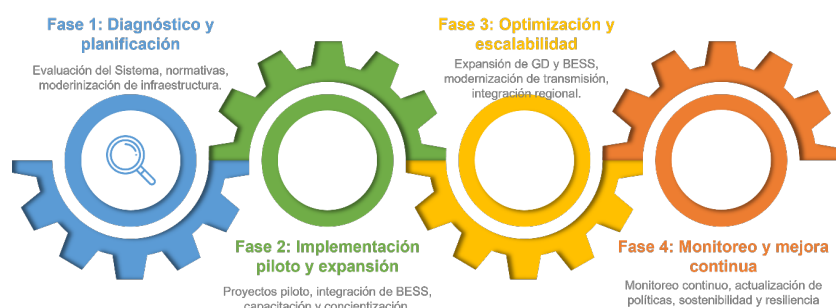 Fase 1: Diagnóstico y
planificación
Evaluación del Sistema, normativas,
moderinización de infraestructura.
Fase 2: Implementación
piloto y expansión
Proyectos piloto, integración de BESS,
capacitación y concientización
Fase 3: Optimización y
escalabilidad
Expansión de GD y BESS,
modernización de transmisión,
integración regional.
Fase 4: Monitoreo y mejora
continua
Monitoreo continuo, actualización de
políticas, sostenibilidad y resiliencia